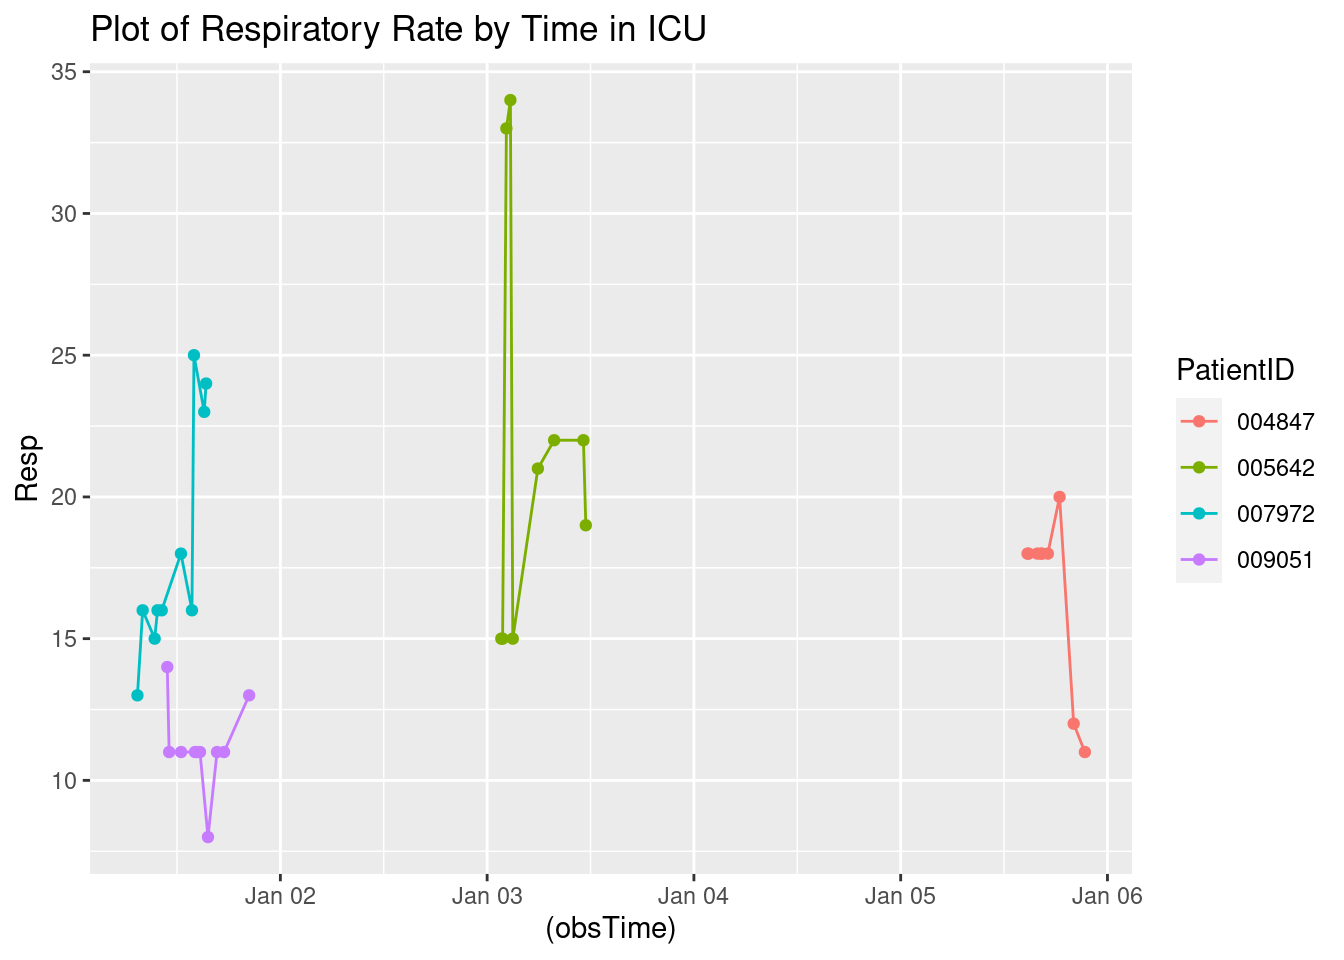 Plot of Respiratory Rate by Time in ICU
35
30
25
20
15
10
Resp
Jan 02
Jan 03
Jan 04
Jan 05
Jan 06
(obsTime)
PatientID
004847
005642
007972
009051